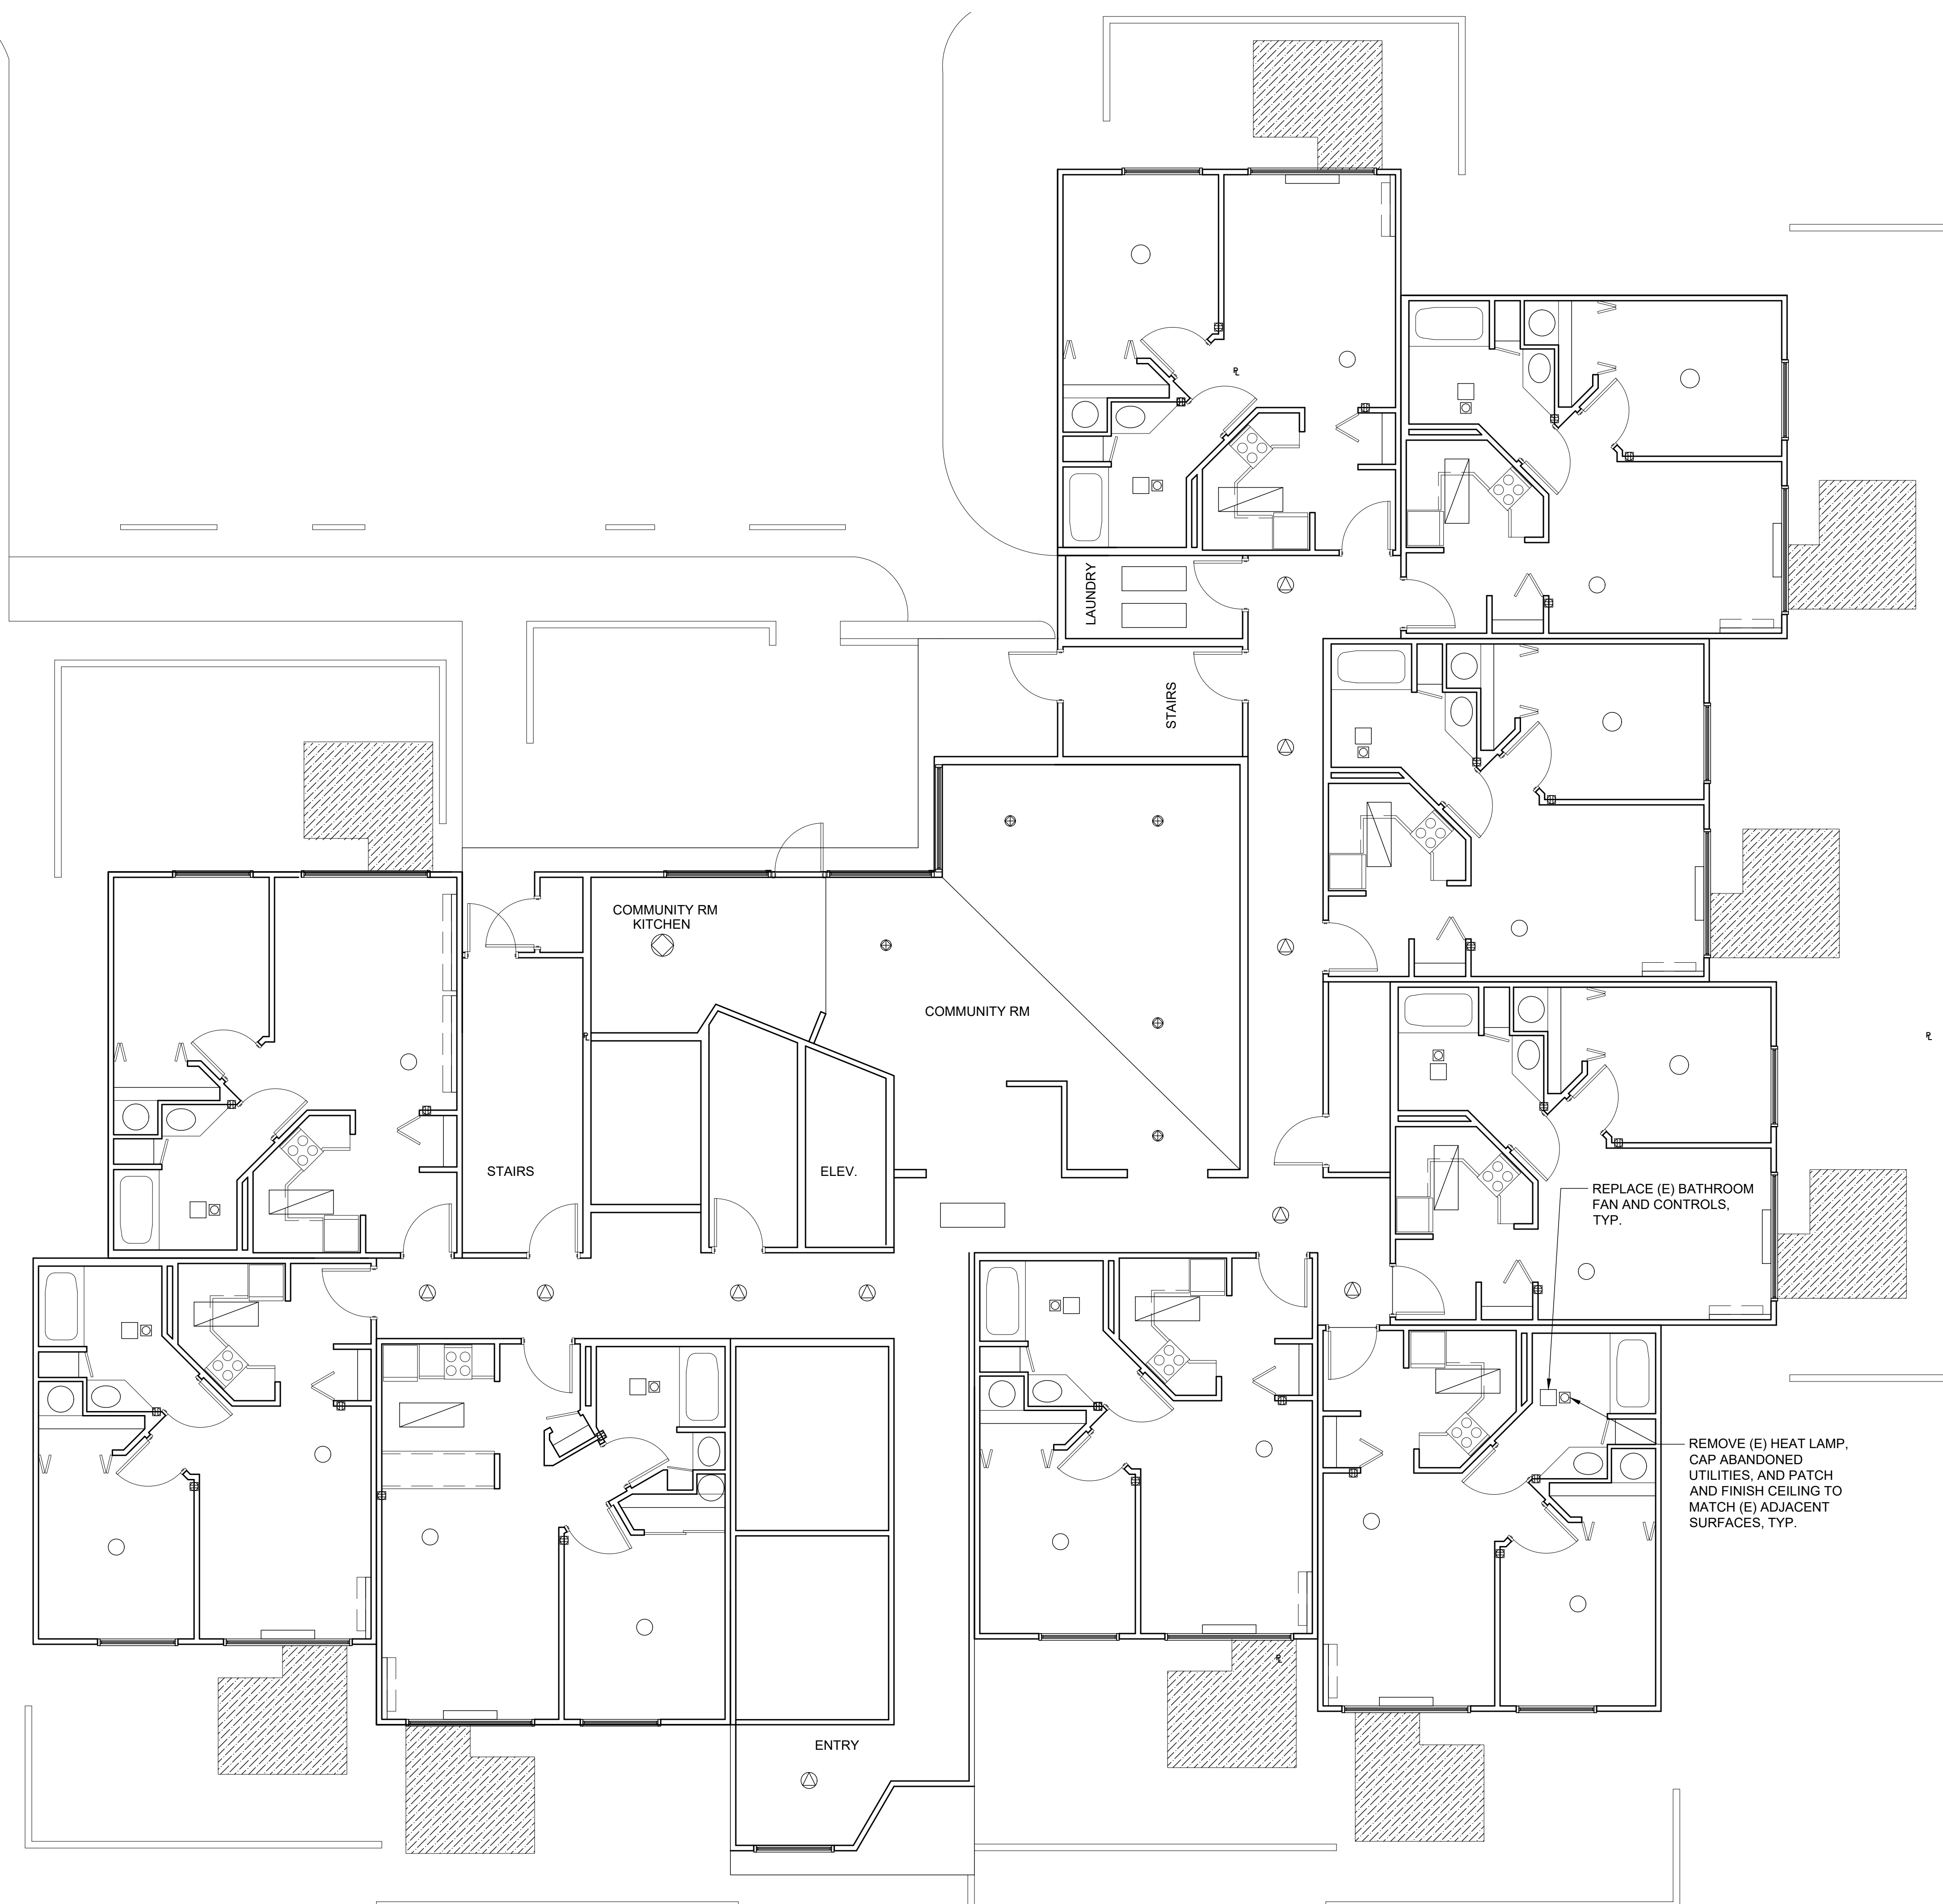 LAUNDRY
STAIRS
COMMUNITY RM
KITCHEN
COMMUNITY RM
STAIRS
ELEV.
REPLACE (E) BATHROOM
FAN AND CONTROLS,
TYP.
REMOVE (E) HEAT LAMP,
CAP ABANDONED
UTILITIES, AND PATCH
AND FINISH CEILING TO
MATCH (E) ADJACENT
SURFACES, TYP.
ENTRY